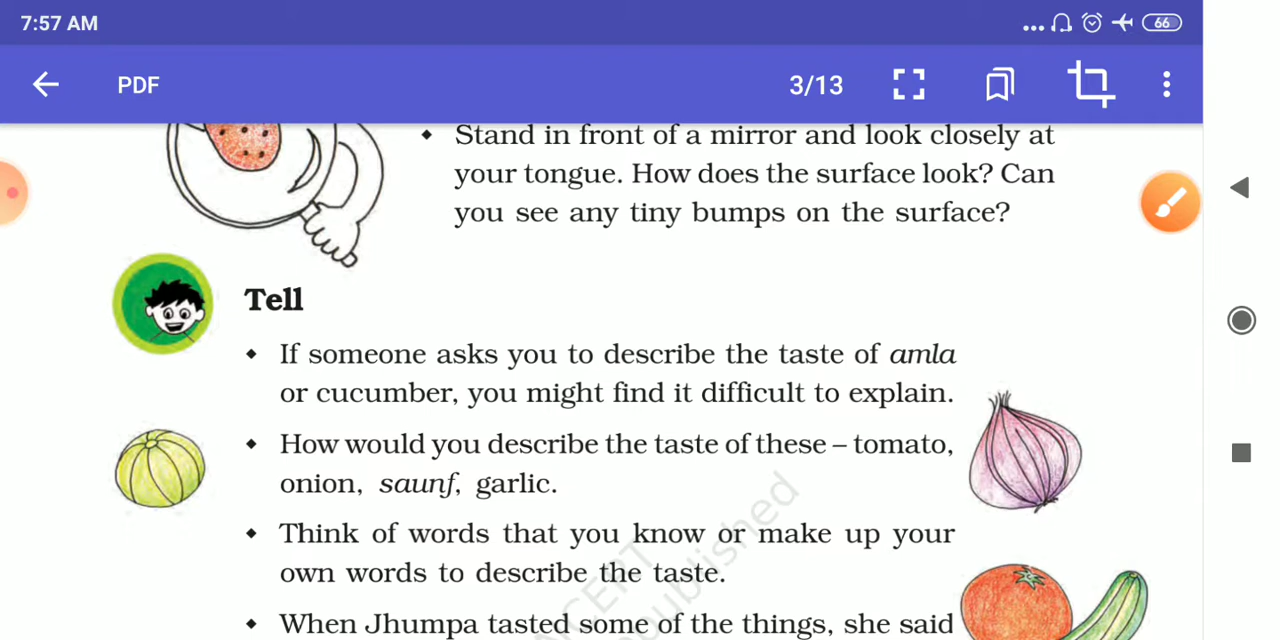 7:57 AM
66
PDF
3/13
◆ Stand in front of a mirror and look closely at
your tongue. How does the surface look? Can
you see any tiny bumps on the surface?
Tell
◆ If someone asks you to describe the taste of amla
or cucumber, you might find it difficult to explain.
◆ How would you describe the taste of these – tomato,
onion, saunf, garlic.
◆ Think of words that you know or make up your
own words to describe the taste.
◆ When Jhumpa tasted some of the things, she said